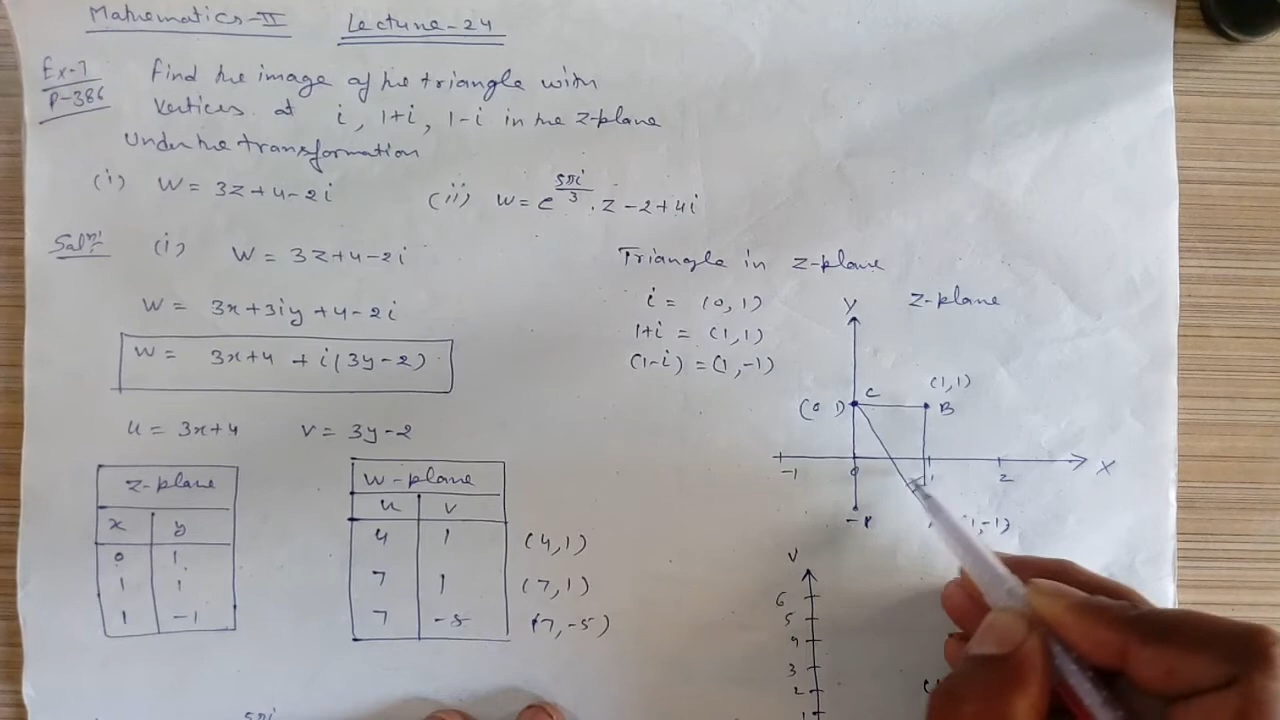 Mathematics-II Lecture-24
Ex-7 Find the image of the triangle with
P-386 vertices at i, 1+i, 1-i in the z-plane
Under the transformation
(i) W = 3z+4-2i (ii) w = e^{5πi/3} . z -2+4i
Solⁿ: (i) W = 3z+4-2i
W = 3x+3iy+4-2i
W = 3x+4 + i(3y-2)
u = 3x+4 v = 3y-2
z-plane
x y
0 1
1 1
1 -1
w-plane
u v
4 1 (4,1)
7 1 (7,1)
7 -5 (7,-5)
Triangle in z-plane
i = (0,1)
1+i = (1,1)
(1-i) = (1,-1)
Y z-plane
(1,1)
(0 1) C B
-1 0 1 2 X
-1 1,-1)
V
6
5
4
3
2
1
5πi